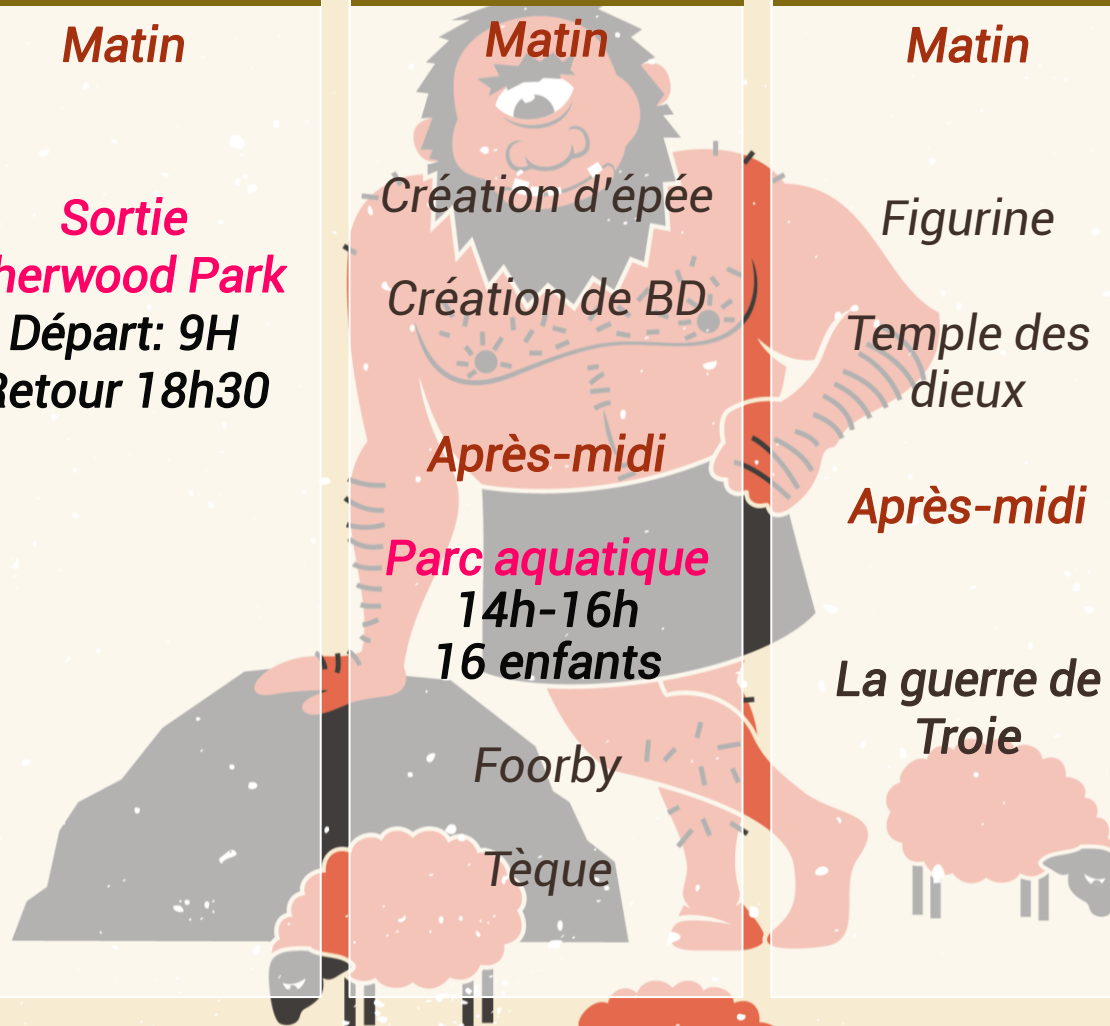 Matin
Sortie
herwood Park
Départ: 9H
Retour 18h30
Matin
Création d'épée
Création de BD
Après-midi
Parc aquatique
14h-16h
16 enfants
Foorby
Tèque
Matin
Figurine
Temple des
dieux
Après-midi
La guerre de
Troie